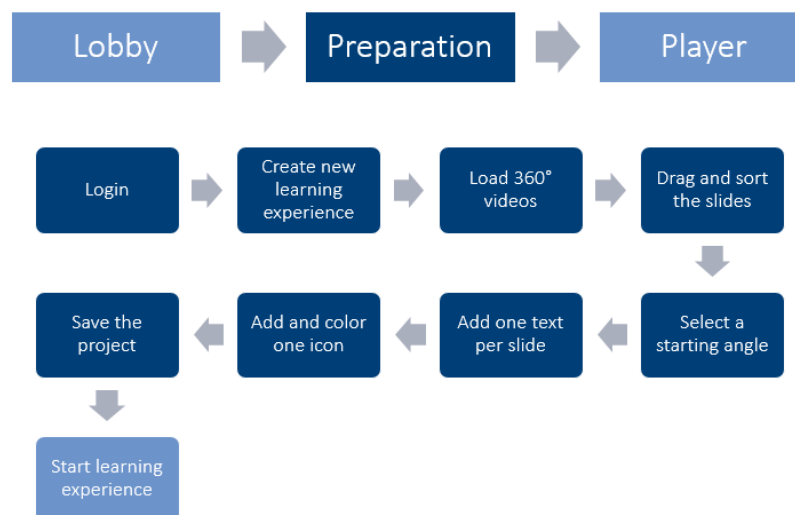 Lobby
Preparation
Player
Login
Create new
learning
experience
Load 360°
videos
Drag and sort
the slides
Save the
project
Add and color
one icon
Add one text
per slide
Select a
starting angle
Start learning
experience